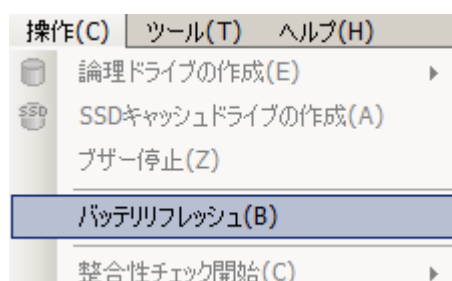 操作(C) ツール(T) ヘルプ(H)
論理ドライブの作成(E)
SSD SSDキャッシュドライブの作成(A)
ブザー停止(Z)
バッテリリフレッシュ(B)
整合性チェック開始(C)